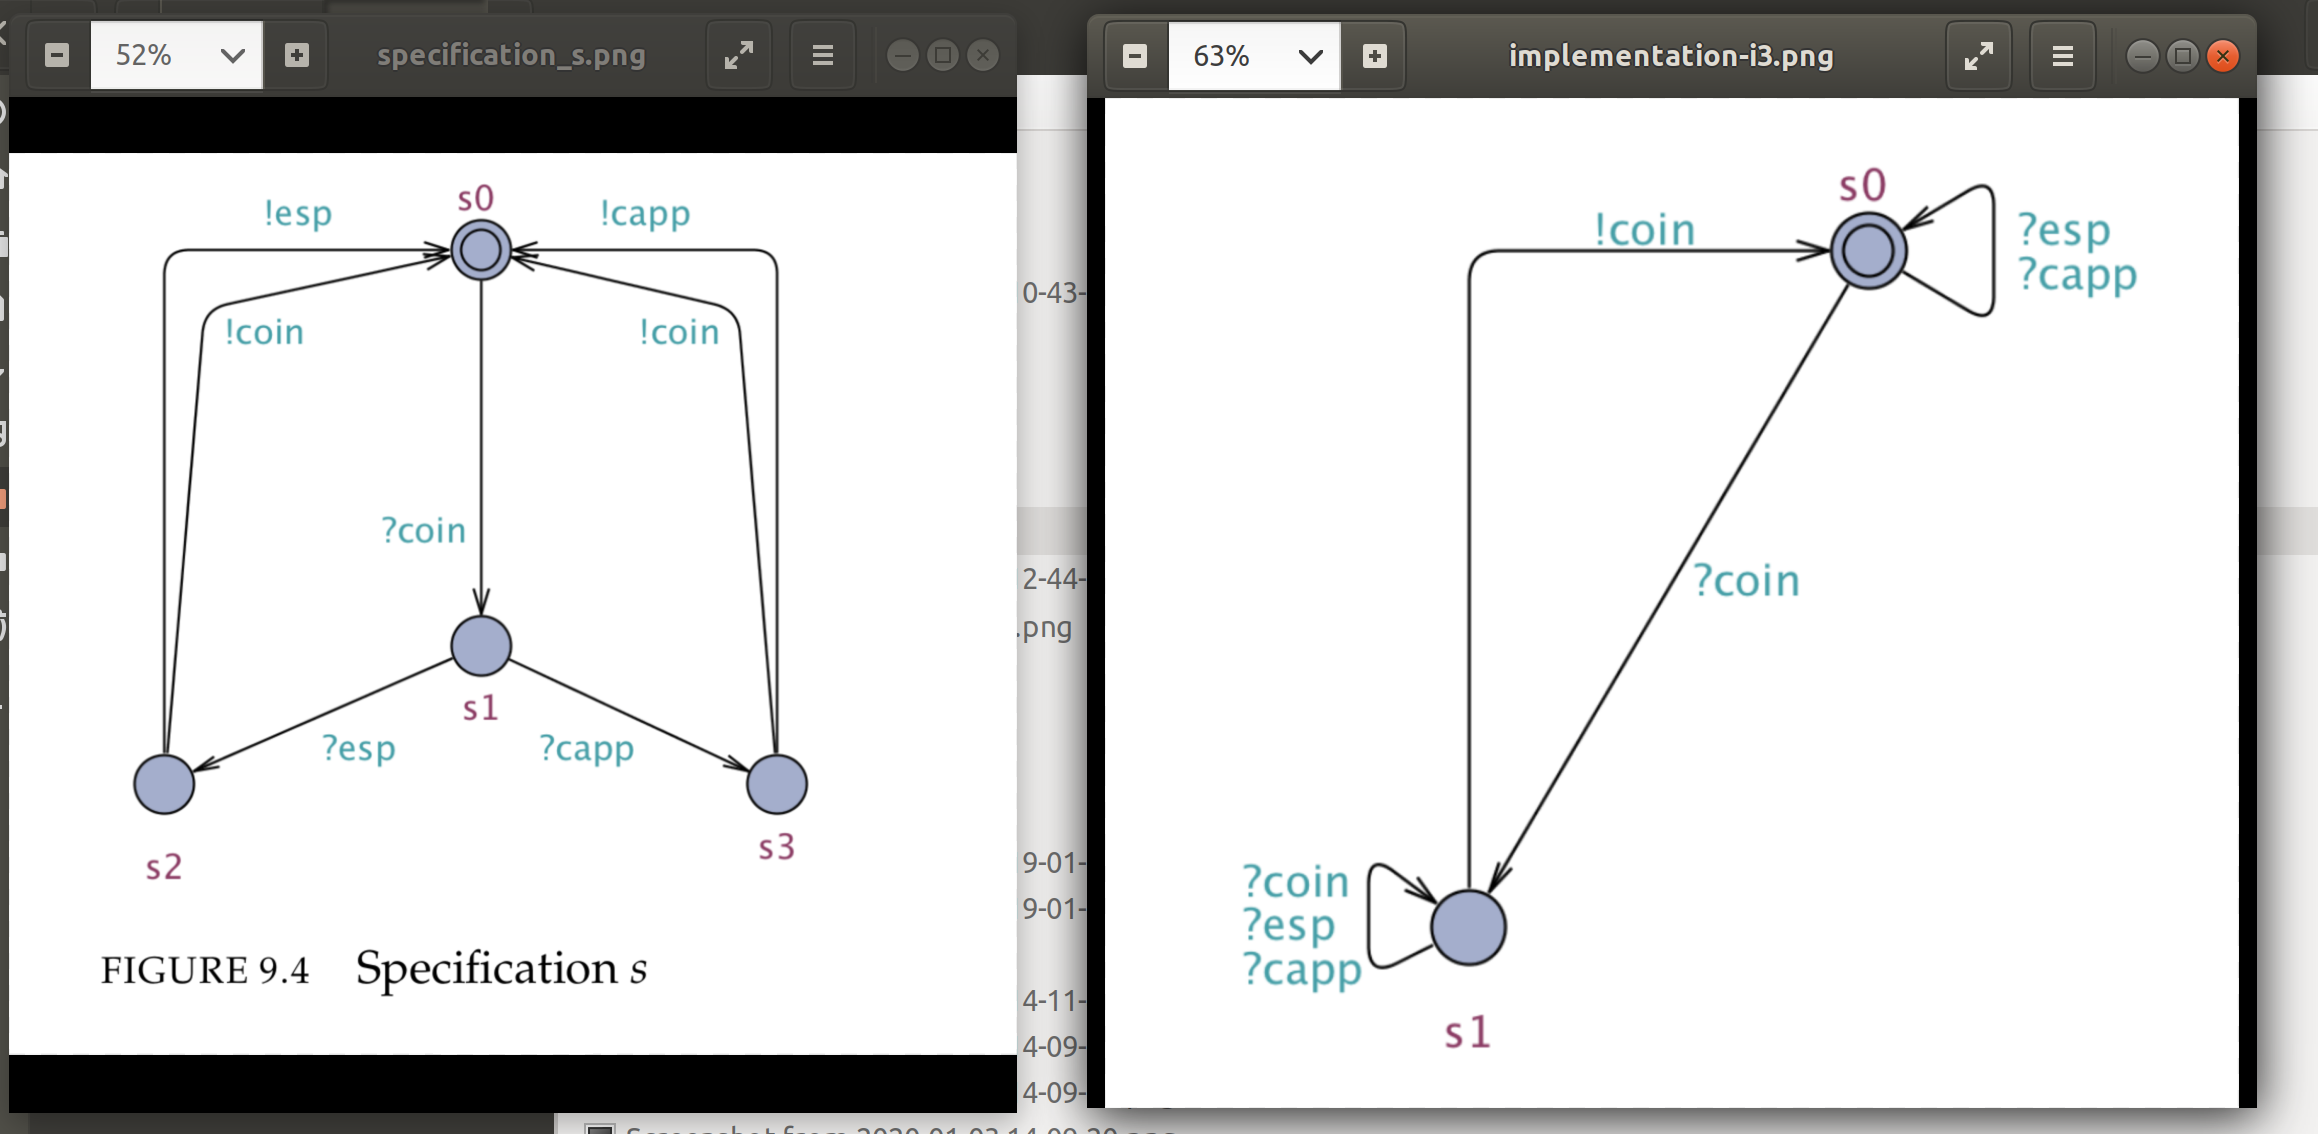 52%
specification_s.png
s0
!esp
!capp
!coin
!coin
?coin
s1
?esp
?capp
s2
s3
FIGURE 9.4 Specification s
0-43-
2-44-
.png
9-01-
9-01-
4-11-
4-09-
4-09-
63%
implementation-i3.png
s0
!coin
?esp
?capp
?coin
?coin
?esp
?capp
s1